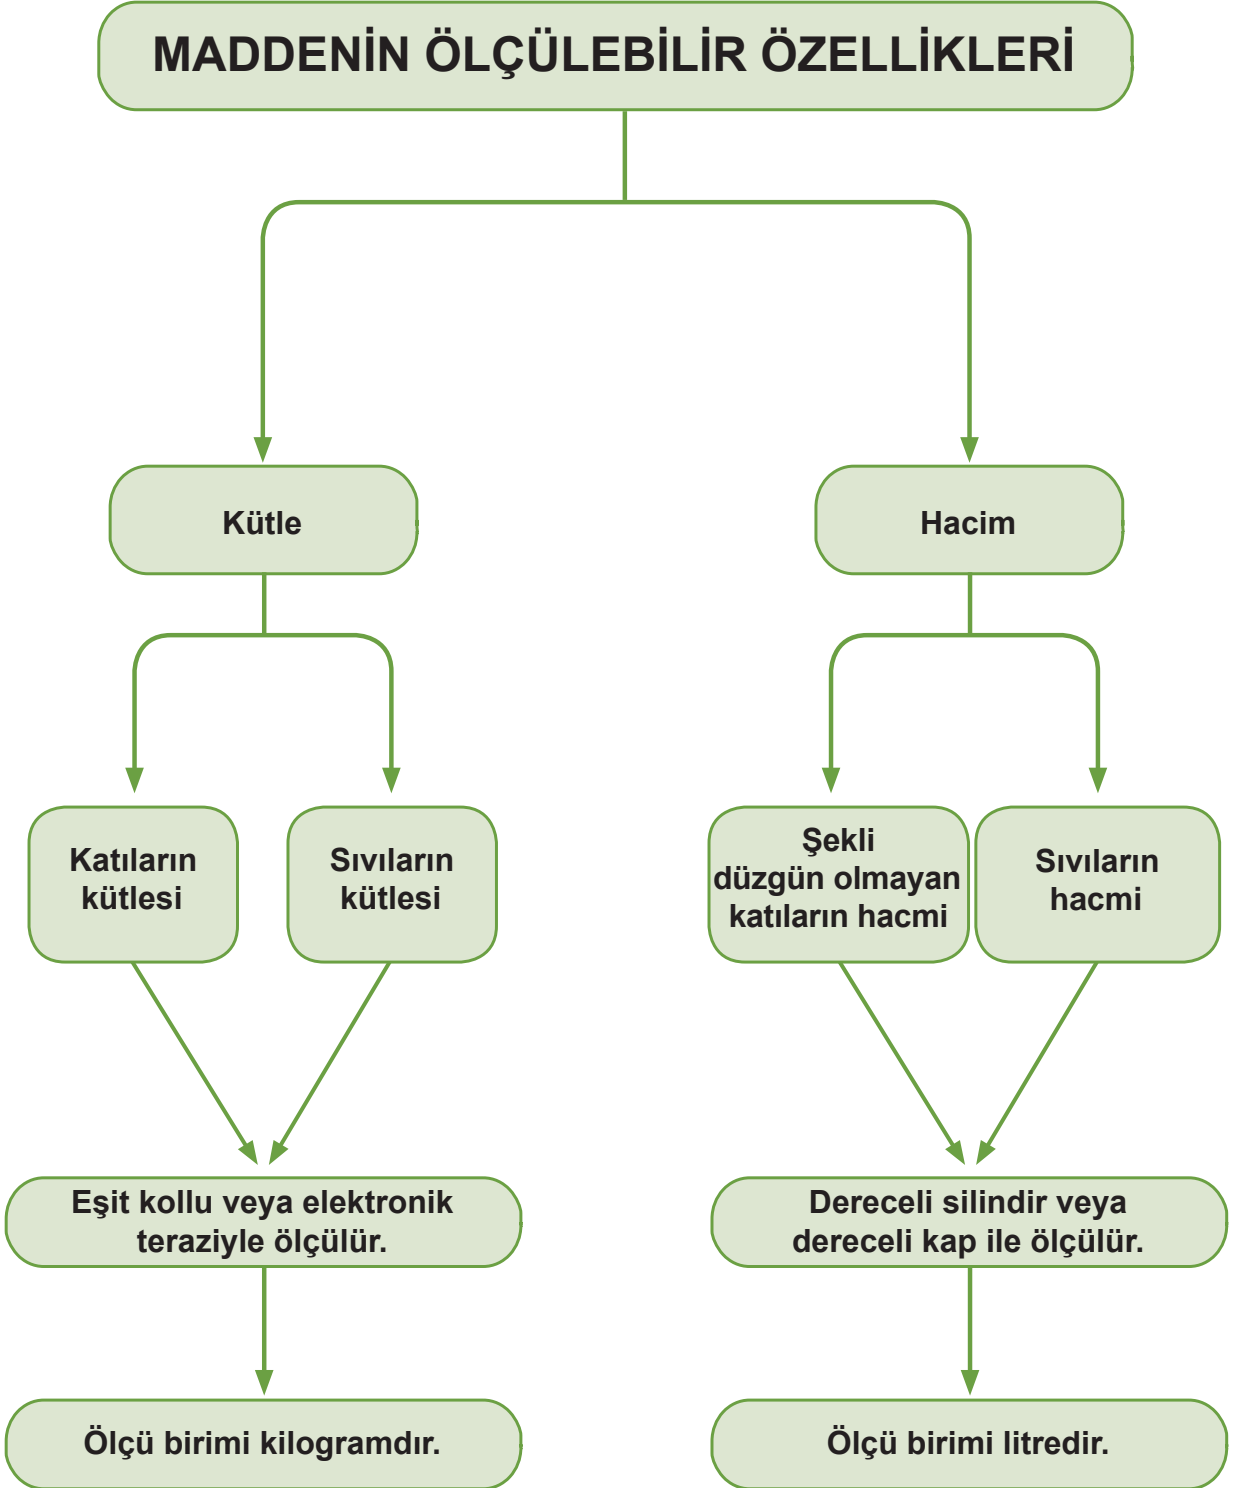 MADDENİN ÖLÇÜLEBİLİR ÖZELLİKLERİ
Kütle
Hacim
Katıların
kütlesi
Sıvıların
kütlesi
Şekli
düzgün olmayan
katıların hacmi
Sıvıların
hacmi
Eşit kollu veya elektronik
teraziyle ölçülür.
Dereceli silindir veya
dereceli kap ile ölçülür.
Ölçü birimi kilogramdır.
Ölçü birimi litredir.